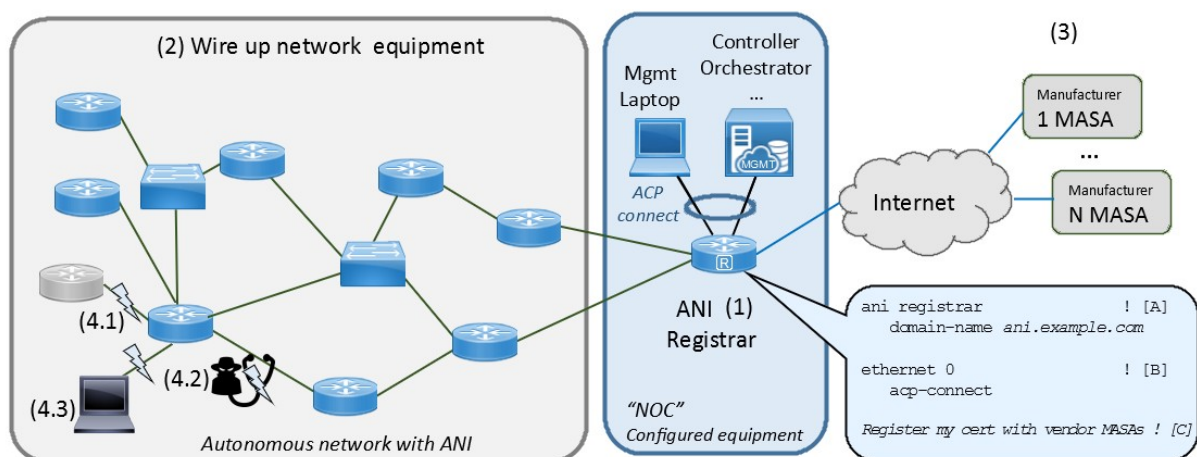 (2) Wire up network equipment
(4.1)
(4.2)
(4.3)
Autonomous network with ANI
Controller
Orchestrator
...
Mgmt
Laptop
MGMT
ACP
connect
R
ANI (1)
Registrar
"NOC"
Configured equipment
Internet
(3)
Manufacturer
1 MASA
...
Manufacturer
N MASA
ani registrar ! [A]
domain-name ani.example.com
ethernet 0 ! [B]
acp-connect
Register my cert with vendor MASAs ! [C]